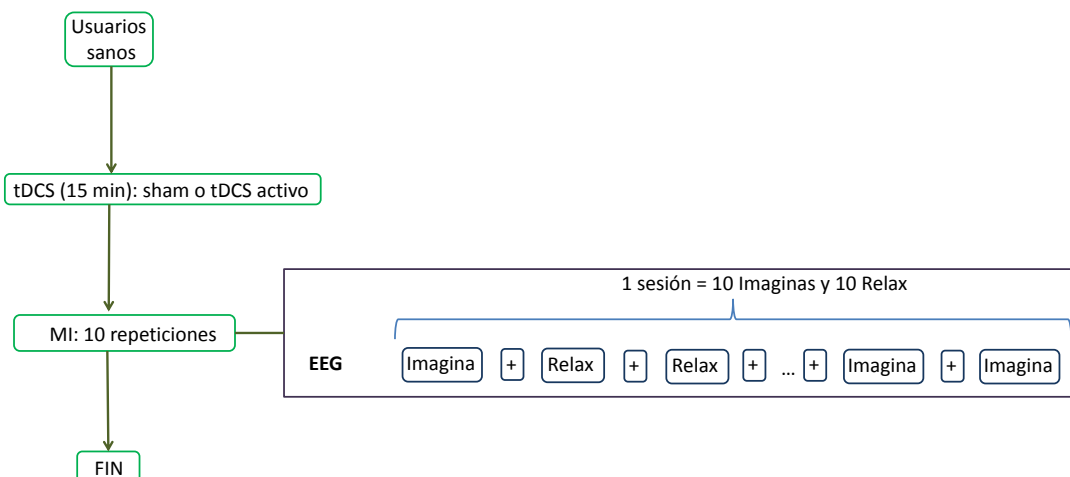 Usuarios
sanos
tDCS (15 min): sham o tDCS activo
1 sesión = 10 Imaginas y 10 Relax
MI: 10 repeticiones
EEG Imagina + Relax + Relax + ... + Imagina + Imagina
FIN